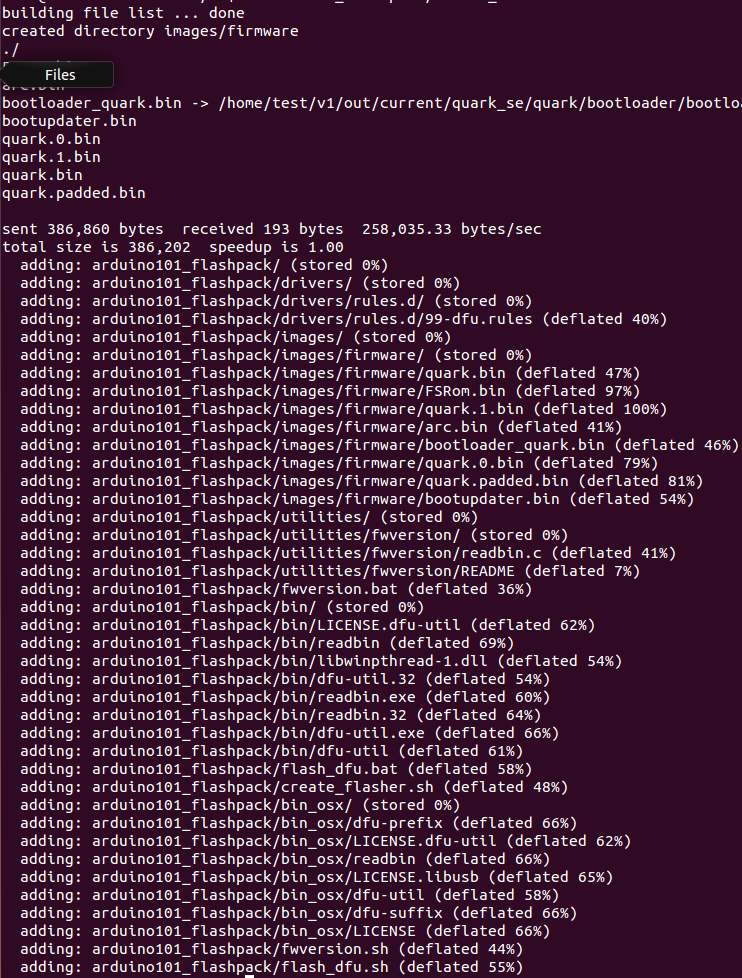 building file list ... done
created directory images/firmware
./
Files
arc.bin
bootloader_quark.bin -> /home/test/v1/out/current/quark_se/quark/bootloader/bootloa
bootupdater.bin
quark.0.bin
quark.1.bin
quark.bin
quark.padded.bin
sent 386,860 bytes  received 193 bytes  258,035.33 bytes/sec
total size is 386,202  speedup is 1.00
adding: arduino101_flashpack/ (stored 0%)
adding: arduino101_flashpack/drivers/ (stored 0%)
adding: arduino101_flashpack/drivers/rules.d/ (stored 0%)
adding: arduino101_flashpack/drivers/rules.d/99-dfu.rules (deflated 40%)
adding: arduino101_flashpack/images/ (stored 0%)
adding: arduino101_flashpack/images/firmware/ (stored 0%)
adding: arduino101_flashpack/images/firmware/quark.bin (deflated 47%)
adding: arduino101_flashpack/images/firmware/FSRom.bin (deflated 97%)
adding: arduino101_flashpack/images/firmware/quark.1.bin (deflated 100%)
adding: arduino101_flashpack/images/firmware/arc.bin (deflated 41%)
adding: arduino101_flashpack/images/firmware/bootloader_quark.bin (deflated 46%)
adding: arduino101_flashpack/images/firmware/quark.0.bin (deflated 79%)
adding: arduino101_flashpack/images/firmware/quark.padded.bin (deflated 81%)
adding: arduino101_flashpack/images/firmware/bootupdater.bin (deflated 54%)
adding: arduino101_flashpack/utilities/ (stored 0%)
adding: arduino101_flashpack/utilities/fwversion/ (stored 0%)
adding: arduino101_flashpack/utilities/fwversion/readbin.c (deflated 41%)
adding: arduino101_flashpack/utilities/fwversion/README (deflated 7%)
adding: arduino101_flashpack/fwversion.bat (deflated 36%)
adding: arduino101_flashpack/bin/ (stored 0%)
adding: arduino101_flashpack/bin/LICENSE.dfu-util (deflated 62%)
adding: arduino101_flashpack/bin/readbin (deflated 69%)
adding: arduino101_flashpack/bin/libwinpthread-1.dll (deflated 54%)
adding: arduino101_flashpack/bin/dfu-util.32 (deflated 54%)
adding: arduino101_flashpack/bin/readbin.exe (deflated 60%)
adding: arduino101_flashpack/bin/readbin.32 (deflated 64%)
adding: arduino101_flashpack/bin/dfu-util.exe (deflated 66%)
adding: arduino101_flashpack/bin/dfu-util (deflated 61%)
adding: arduino101_flashpack/flash_dfu.bat (deflated 58%)
adding: arduino101_flashpack/create_flasher.sh (deflated 48%)
adding: arduino101_flashpack/bin_osx/ (stored 0%)
adding: arduino101_flashpack/bin_osx/dfu-prefix (deflated 66%)
adding: arduino101_flashpack/bin_osx/LICENSE.dfu-util (deflated 62%)
adding: arduino101_flashpack/bin_osx/readbin (deflated 66%)
adding: arduino101_flashpack/bin_osx/LICENSE.libusb (deflated 65%)
adding: arduino101_flashpack/bin_osx/dfu-util (deflated 58%)
adding: arduino101_flashpack/bin_osx/dfu-suffix (deflated 66%)
adding: arduino101_flashpack/bin_osx/LICENSE (deflated 66%)
adding: arduino101_flashpack/fwversion.sh (deflated 44%)
adding: arduino101_flashpack/flash_dfu.sh (deflated 55%)